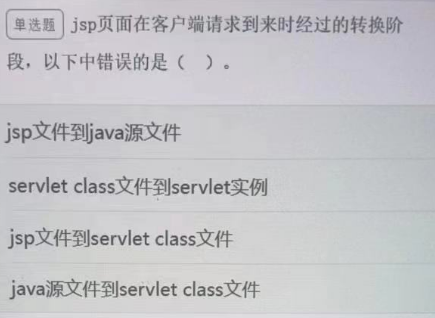 单选题 jsp页面在客户端请求到来时经过的转换阶
段，以下中错误的是（ ）。
jsp文件到java源文件
servlet class文件到servlet实例
jsp文件到servlet class文件
java源文件到servlet class文件